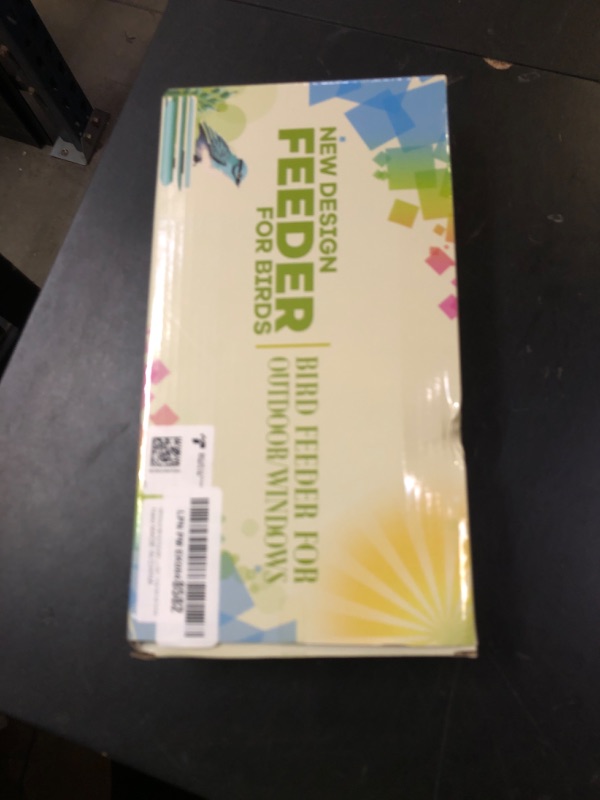 NEW DESIGN
FEEDER
FOR BIRDS
BIRD FEEDER FOR
OUTDOOR/WINDOWS